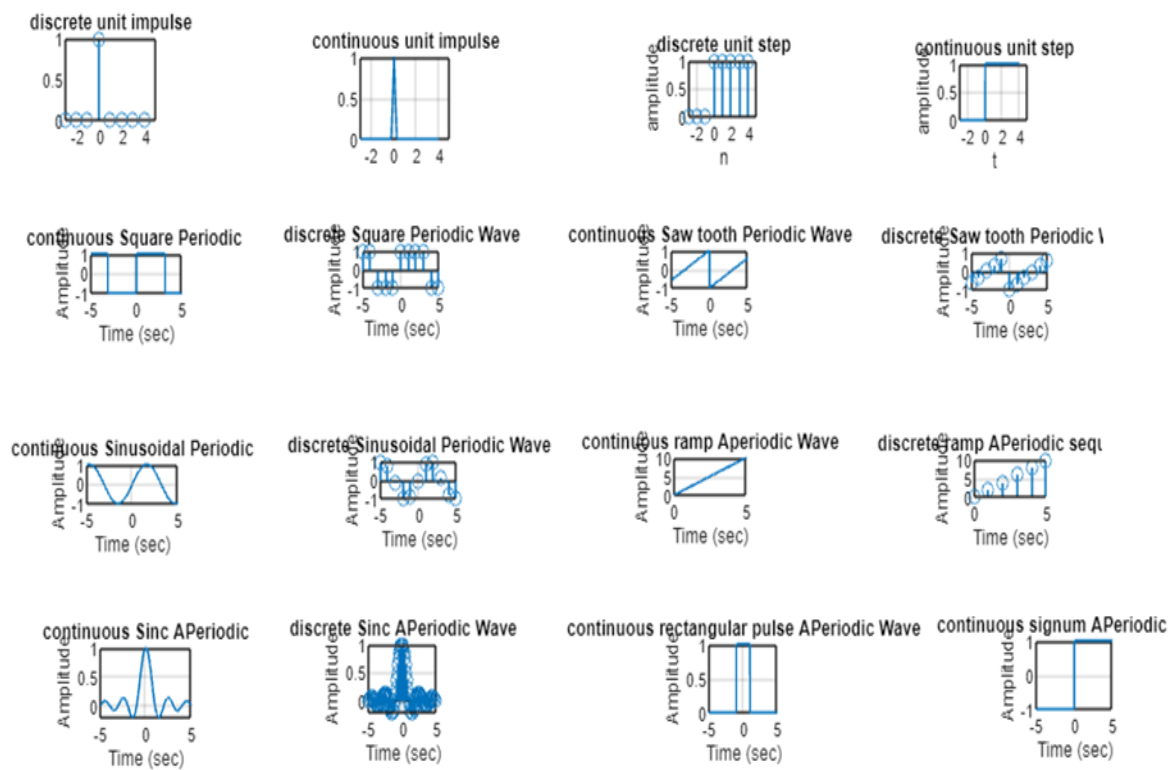 discrete unit impulse
1
0.5
0
-2 0 2 4
continuous unit impulse
1
0.5
0
-2 0 2 4
discrete unit step
amplitude
1
0.5
0
-2 0 2 4
n
continuous unit step
amplitude
1
0.5
0
-2 0 2 4
t
continuous Square Periodic
Amplitude
1
0
-1
-5 0 5
Time (sec)
discrete Square Periodic Wave
Amplitude
1
0
-1
-5 0 5
Time (sec)
continuous Saw tooth Periodic Wave
Amplitude
1
0
-1
-5 0 5
Time (sec)
discrete Saw tooth Periodic
Amplitude
1
0
-1
-5 0 5
Time (sec)
continuous Sinusoidal Periodic
Amplitude
1
0
-1
-5 0 5
Time (sec)
discrete Sinusoidal Periodic Wave
Amplitude
1
0
-1
-5 0 5
Time (sec)
continuous ramp Aperiodic Wave
Amplitude
10
5
0
0 5
Time (sec)
discrete ramp APeriodic sequ
Amplitude
10
5
0
0 5
Time (sec)
continuous Sinc APeriodic
Amplitude
1
0.5
0
-5 0 5
Time (sec)
discrete Sinc APeriodic Wave
Amplitude
1
0.5
0
-5 0 5
Time (sec)
continuous rectangular pulse APeriodic Wave
Amplitude
1
0.5
0
-5 0 5
Time (sec)
continuous signum APeriodic
Amplitude
1
0
-1
-5 0 5
Time (sec)